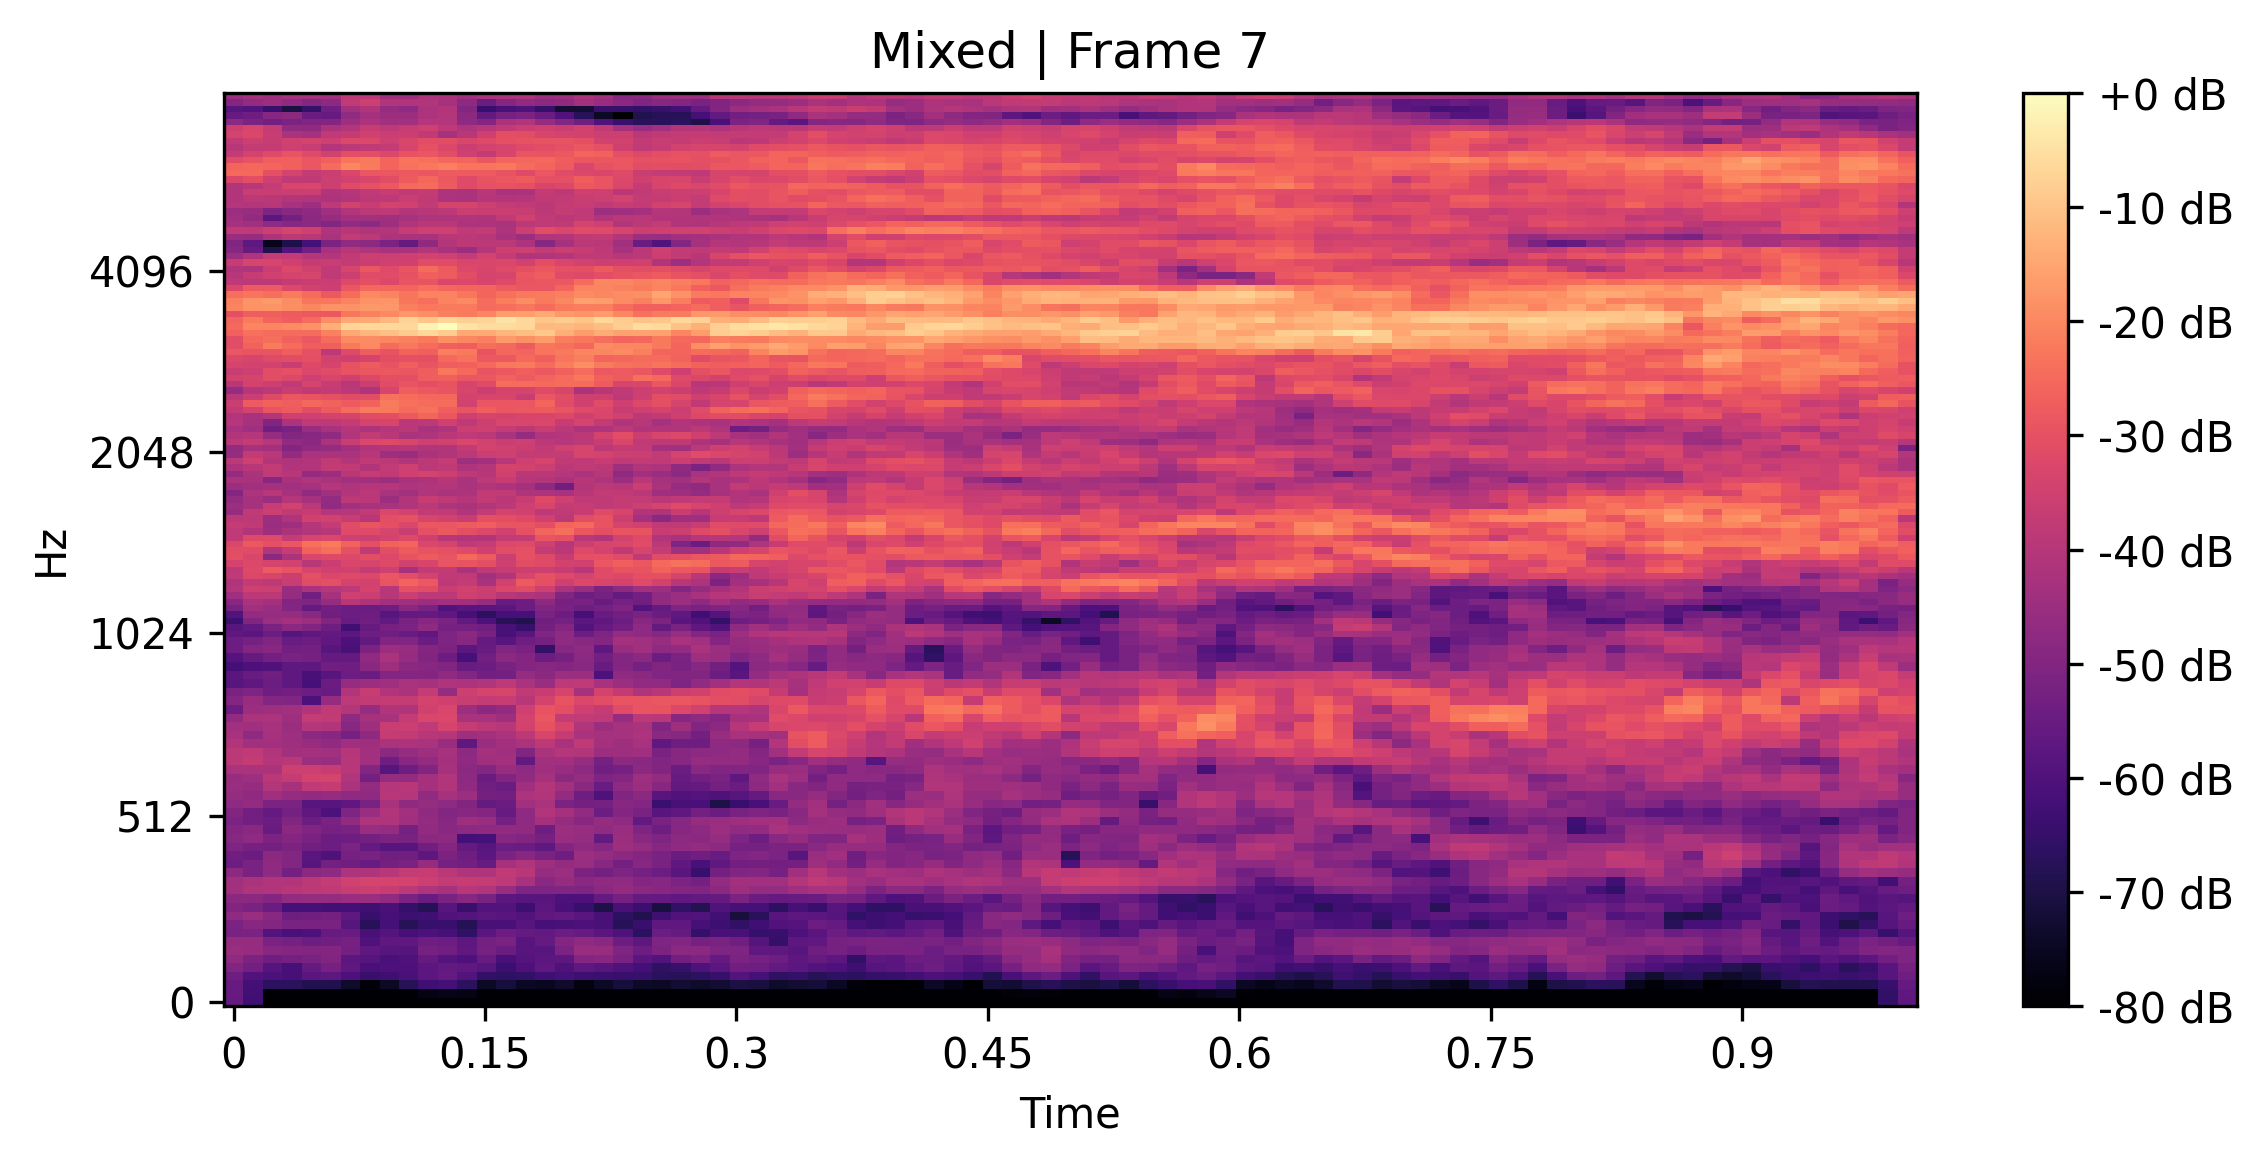 Mixed | Frame 7
+0 dB
-10 dB
-20 dB
-30 dB
-40 dB
-50 dB
-60 dB
-70 dB
-80 dB
Hz
4096
2048
1024
512
0
0 0.15 0.3 0.45 0.6 0.75 0.9
Time